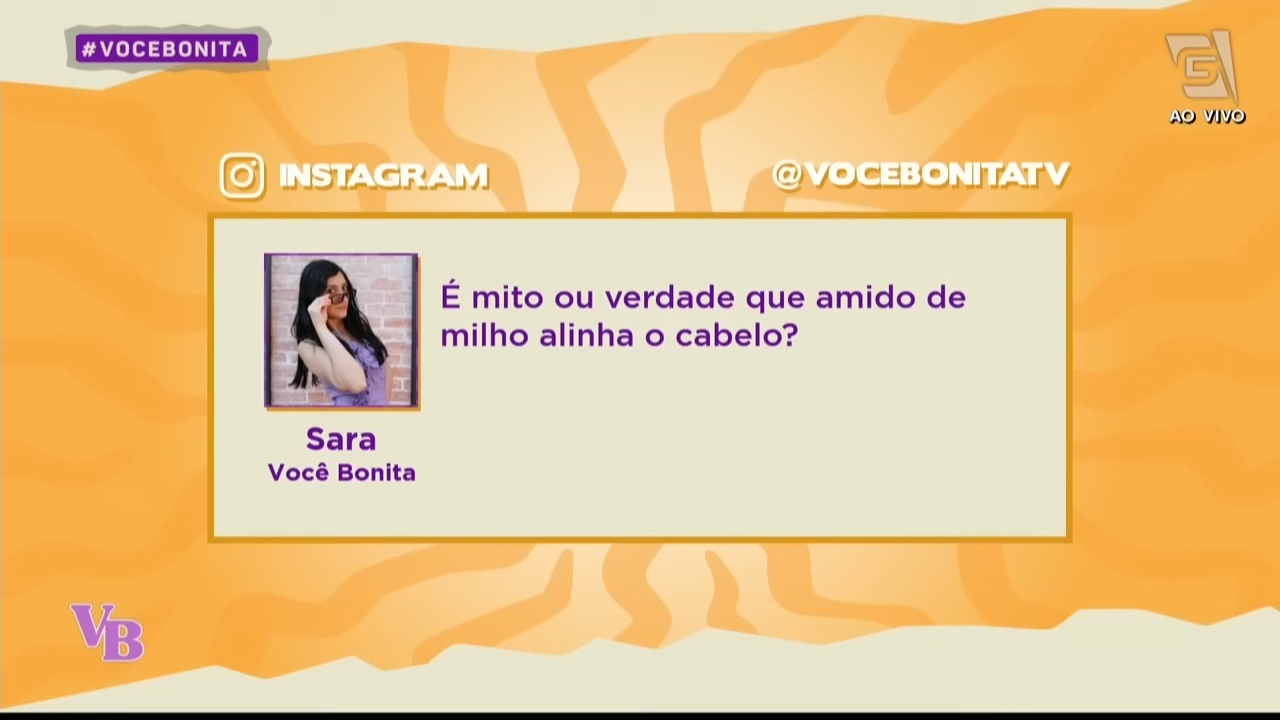 #VOCEBONITA
G
AO VIVO
INSTAGRAM
@VOCEBONITATV
É mito ou verdade que amido de
milho alinha o cabelo?
Sara
Você Bonita
VB